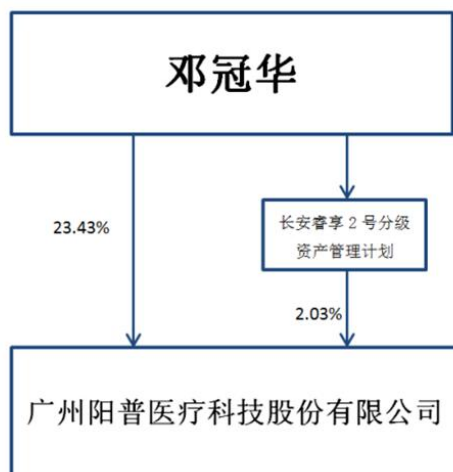 邓冠华
23.43%
长安睿享 2 号分级
资产管理计划
2.03%
广州阳普医疗科技股份有限公司